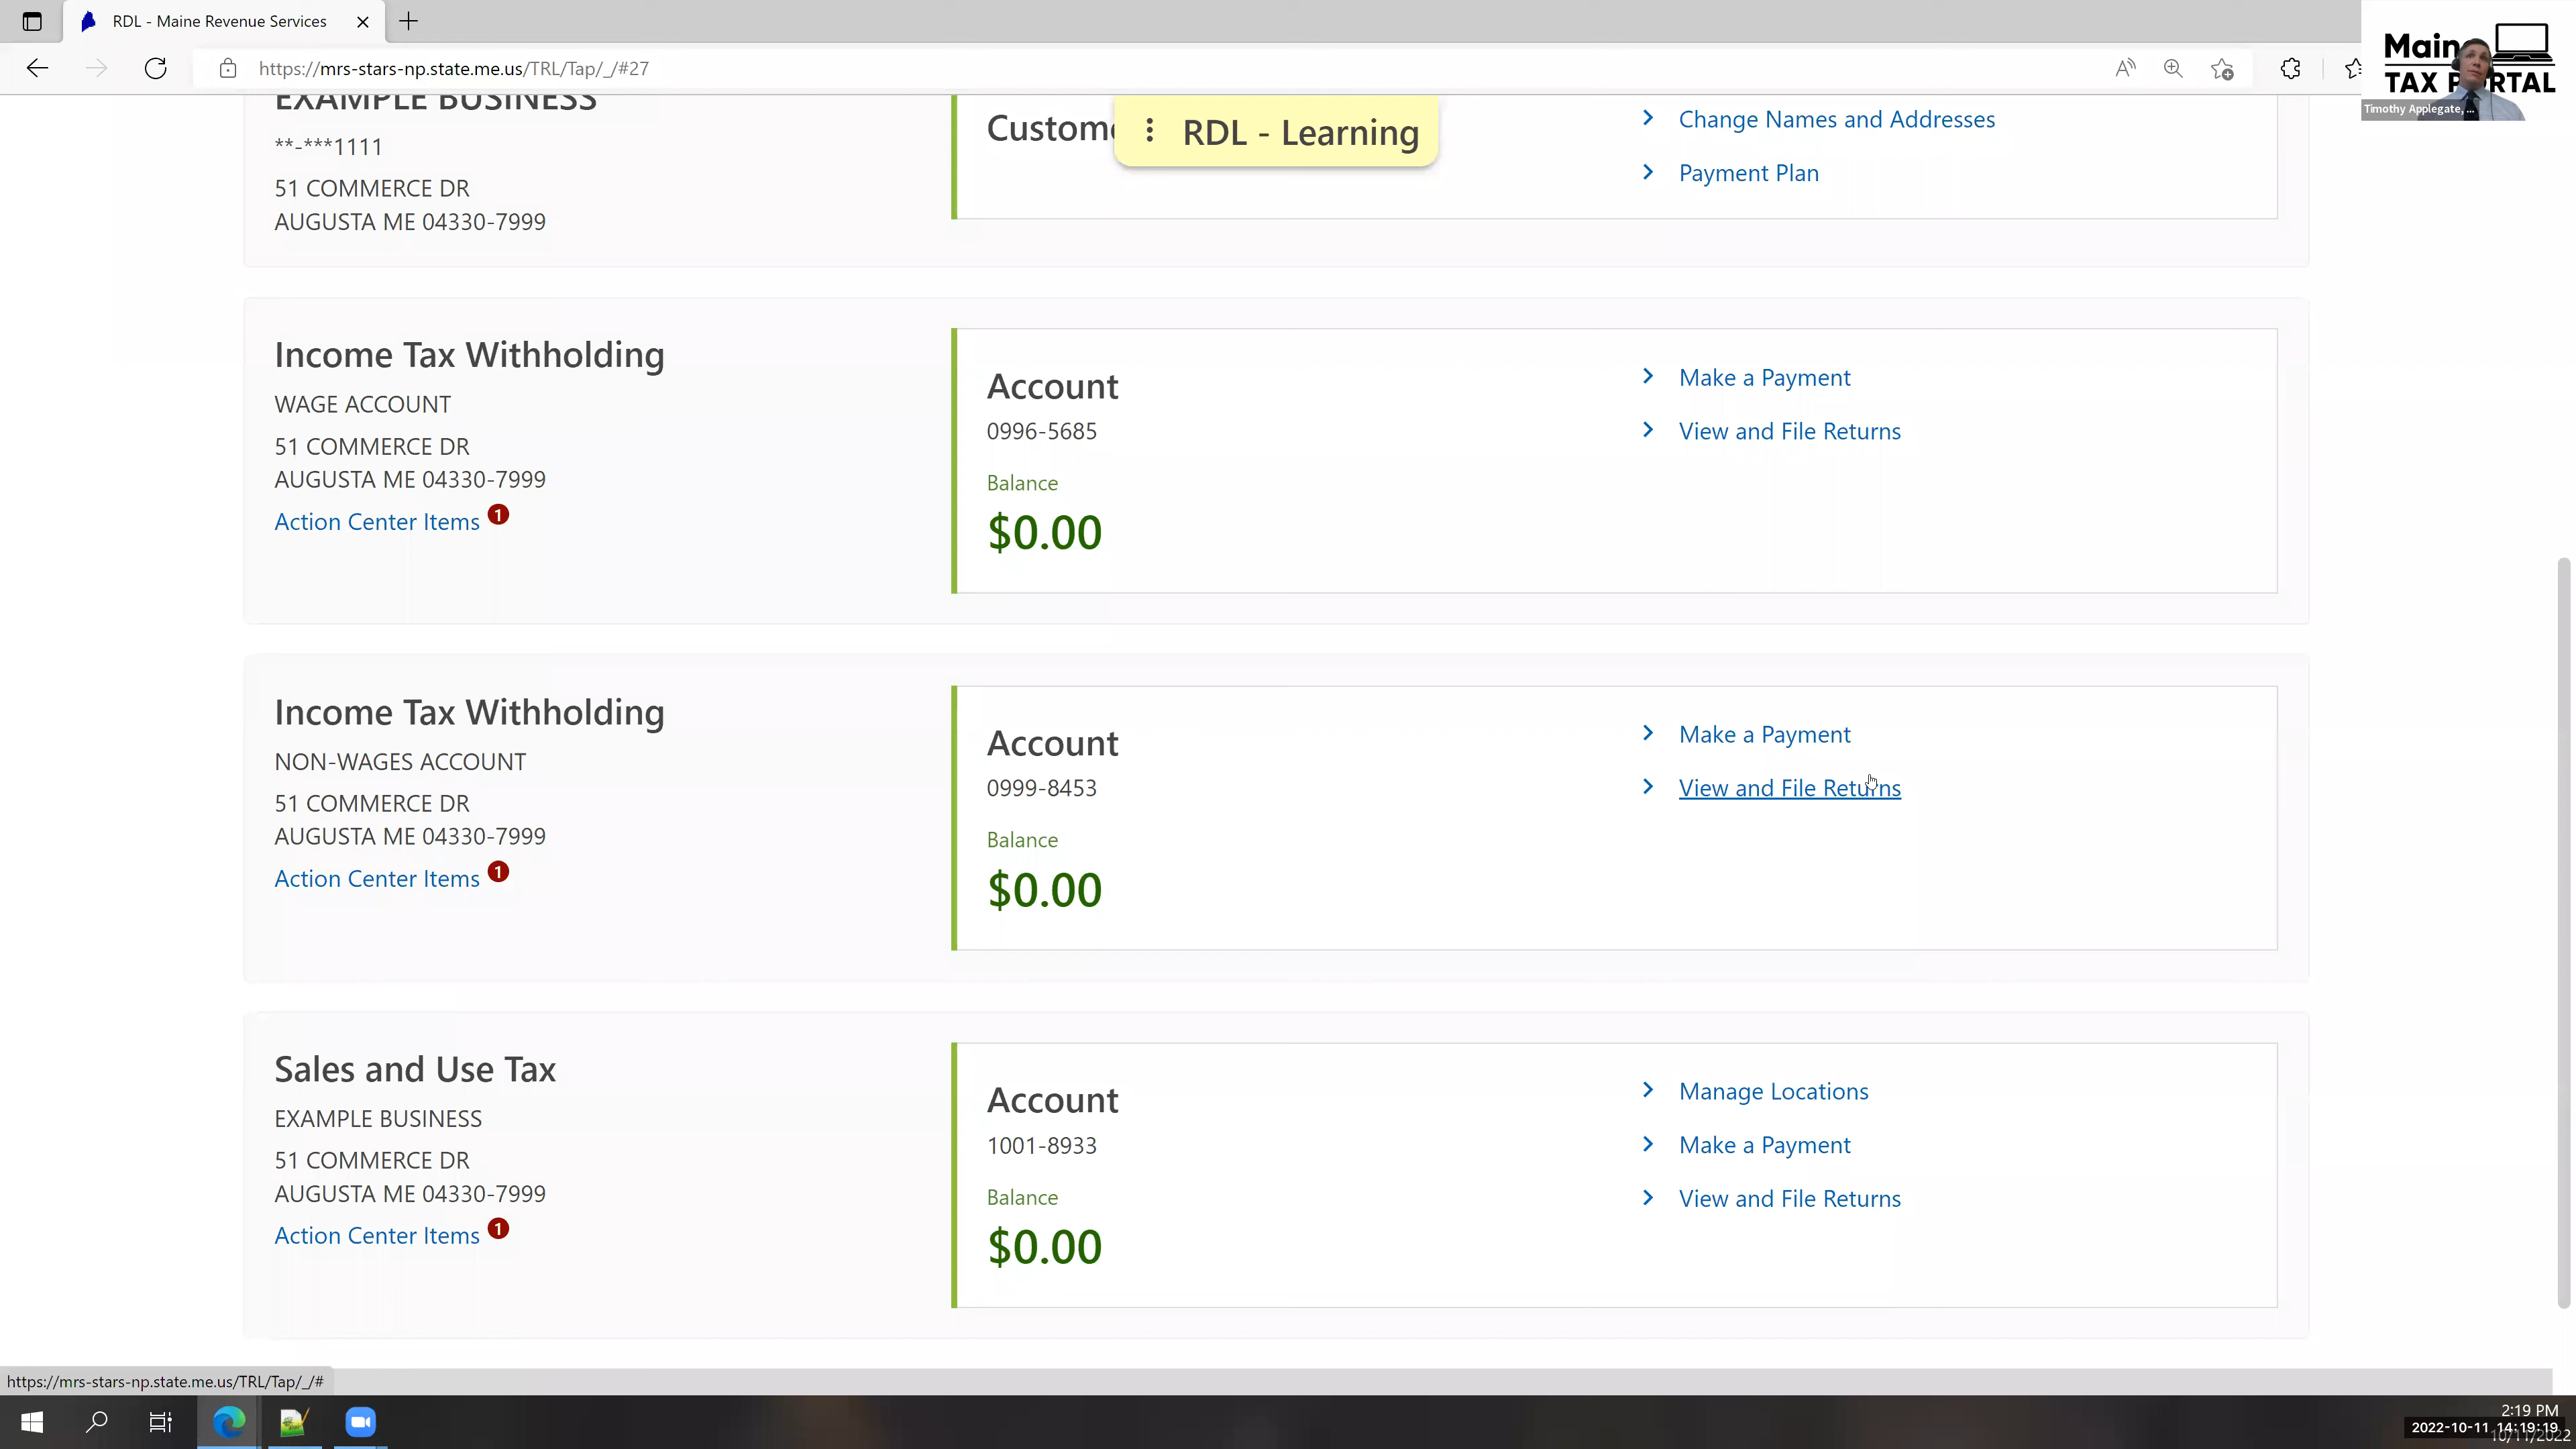 RDL - Maine Revenue Services
https://mrs-stars-np.state.me.us/TRL/Tap/_/#27
TAX PORTAL
Timothy Applegate, ...
EXAMPLE BUSINESS
**-***1111
51 COMMERCE DR
AUGUSTA ME 04330-7999
RDL - Learning
Change Names and Addresses
Payment Plan
Income Tax Withholding
WAGE ACCOUNT
51 COMMERCE DR
AUGUSTA ME 04330-7999
Action Center Items 1
Account
0996-5685
Balance
$0.00
Make a Payment
View and File Returns
Income Tax Withholding
NON-WAGES ACCOUNT
51 COMMERCE DR
AUGUSTA ME 04330-7999
Action Center Items 1
Account
0999-8453
Balance
$0.00
Make a Payment
View and File Returns
Sales and Use Tax
EXAMPLE BUSINESS
51 COMMERCE DR
AUGUSTA ME 04330-7999
Action Center Items 1
Account
1001-8933
Balance
$0.00
Manage Locations
Make a Payment
View and File Returns
https://mrs-stars-np.state.me.us/TRL/Tap/_/#
2:19 PM
2022-10-11 14:19:19
10/11/2022